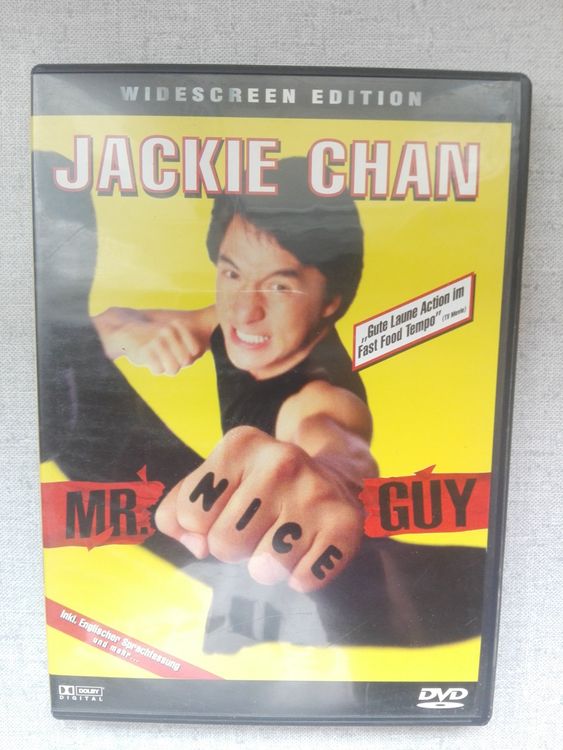 WIDESCREEN EDITION
JACKIE CHAN
„Gute Laune Action im
Fast Food Tempo" (TV Movie)
MR. NICE GUY
Inkl. Englischer Sprachfassung
und mehr...
DOLBY
DIGITAL
DVD